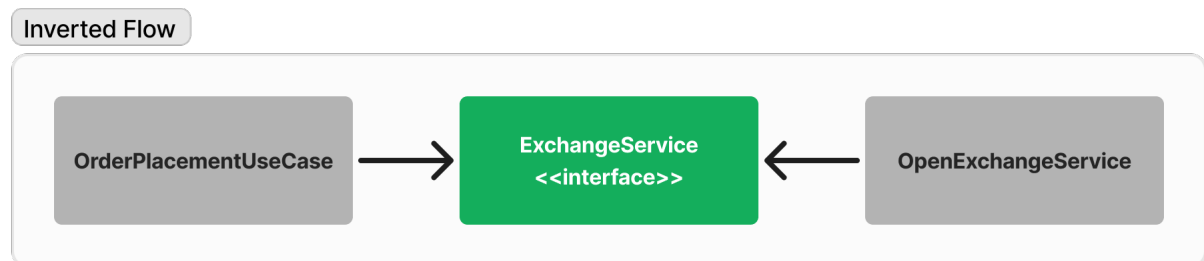 Inverted Flow
OrderPlacementUseCase
ExchangeService
<<interface>>
OpenExchangeService